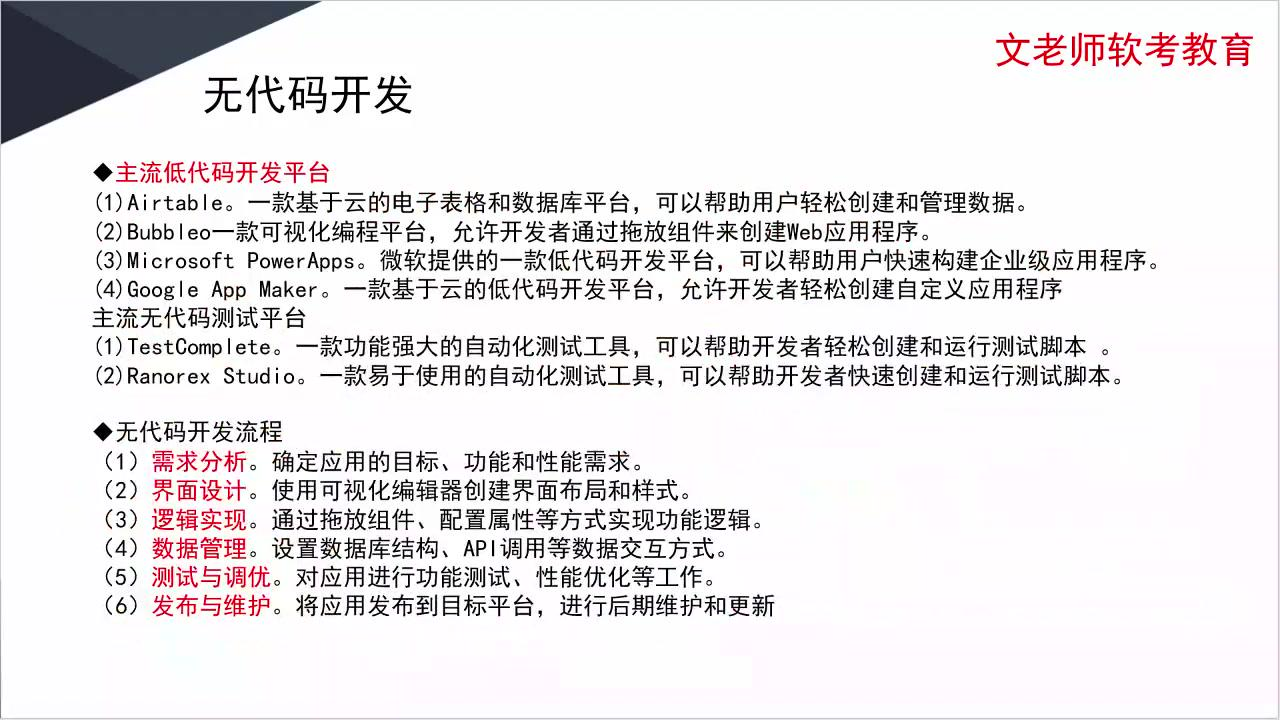 文老师软考教育
无代码开发
◆主流低代码开发平台
(1)Airtable。一款基于云的电子表格和数据库平台，可以帮助用户轻松创建和管理数据。
(2)Bubbleo一款可视化编程平台，允许开发者通过拖放组件来创建Web应用程序。
(3)Microsoft PowerApps。微软提供的一款低代码开发平台，可以帮助用户快速构建企业级应用程序。
(4)Google App Maker。一款基于云的低代码开发平台，允许开发者轻松创建自定义应用程序
主流无代码测试平台
(1)TestComplete。一款功能强大的自动化测试工具，可以帮助开发者轻松创建和运行测试脚本 。
(2)Ranorex Studio。一款易于使用的自动化测试工具，可以帮助开发者快速创建和运行测试脚本。
◆无代码开发流程
（1）需求分析。确定应用的目标、功能和性能需求。
（2）界面设计。使用可视化编辑器创建界面布局和样式。
（3）逻辑实现。通过拖放组件、配置属性等方式实现功能逻辑。
（4）数据管理。设置数据库结构、API调用等数据交互方式。
（5）测试与调优。对应用进行功能测试、性能优化等工作。
（6）发布与维护。将应用发布到目标平台，进行后期维护和更新